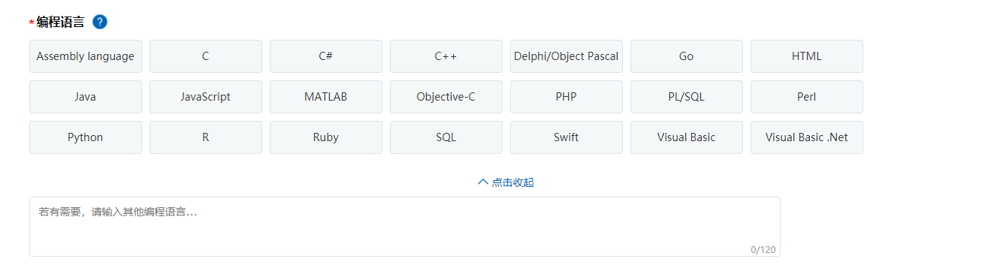 *编程语言 ?
Assembly language C C# C++ Delphi/Object Pascal Go HTML
Java JavaScript MATLAB Objective-C PHP PL/SQL Perl
Python R Ruby SQL Swift Visual Basic Visual Basic .Net
点击收起
若有需要，请输入其他编程语言...
0/120